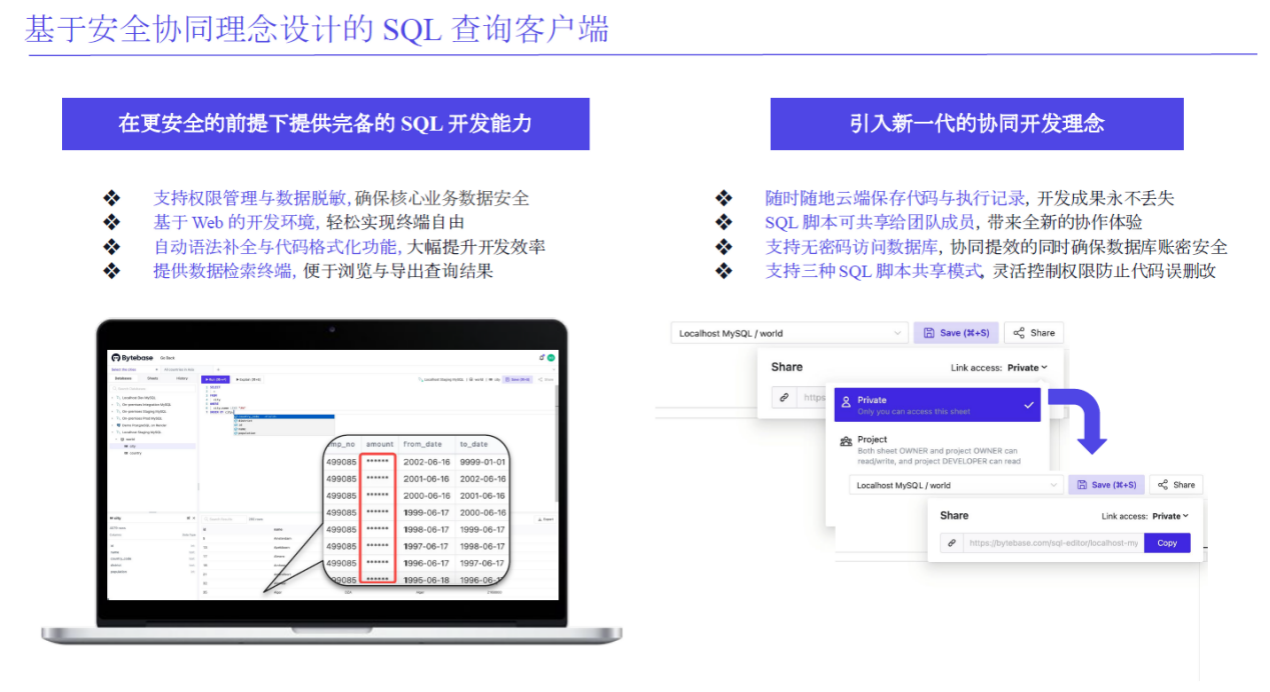 基于安全协同理念设计的 SQL 查询客户端
在更安全的前提下提供完备的 SQL 开发能力
❖ 支持权限管理与数据脱敏, 确保核心业务数据安全
❖ 基于 Web 的开发环境, 轻松实现终端自由
❖ 自动语法补全与代码格式化功能, 大幅提升开发效率
❖ 提供数据检索终端, 便于浏览与导出查询结果
Bytebase
amount from_date to_date
499085 ****** 2002-06-16 9999-01-01
499085 ****** 2001-06-16 2002-06-16
499085 ****** 2000-06-16 2001-06-16
499085 ****** 1999-06-17 2000-06-16
499085 ****** 1998-06-17 1999-06-17
499085 ****** 1997-06-17 1998-06-17
499085 ****** 1996-06-17 1997-06-17
99085 ****** 1995-06-18 1996-06-17
引入新一代的协同开发理念
❖ 随时随地云端保存代码与执行记录, 开发成果永不丢失
❖ SQL 脚本可共享给团队成员, 带来全新的协作体验
❖ 支持无密码访问数据库, 协同提效的同时确保数据库账密安全
❖ 支持三种 SQL 脚本共享模式, 灵活控制权限防止代码误删改
Localhost MySQL / world Save (⌘+S) Share
Share Link access: Private
https
Private
Only you can access this sheet
Project
Both sheet OWNER and project OWNER can
read/write, and project DEVELOPER can read
Localhost MySQL / world Save (⌘+S) Share
Share Link access: Private
https://bytebase.com/sql-editor/localhost-my Copy